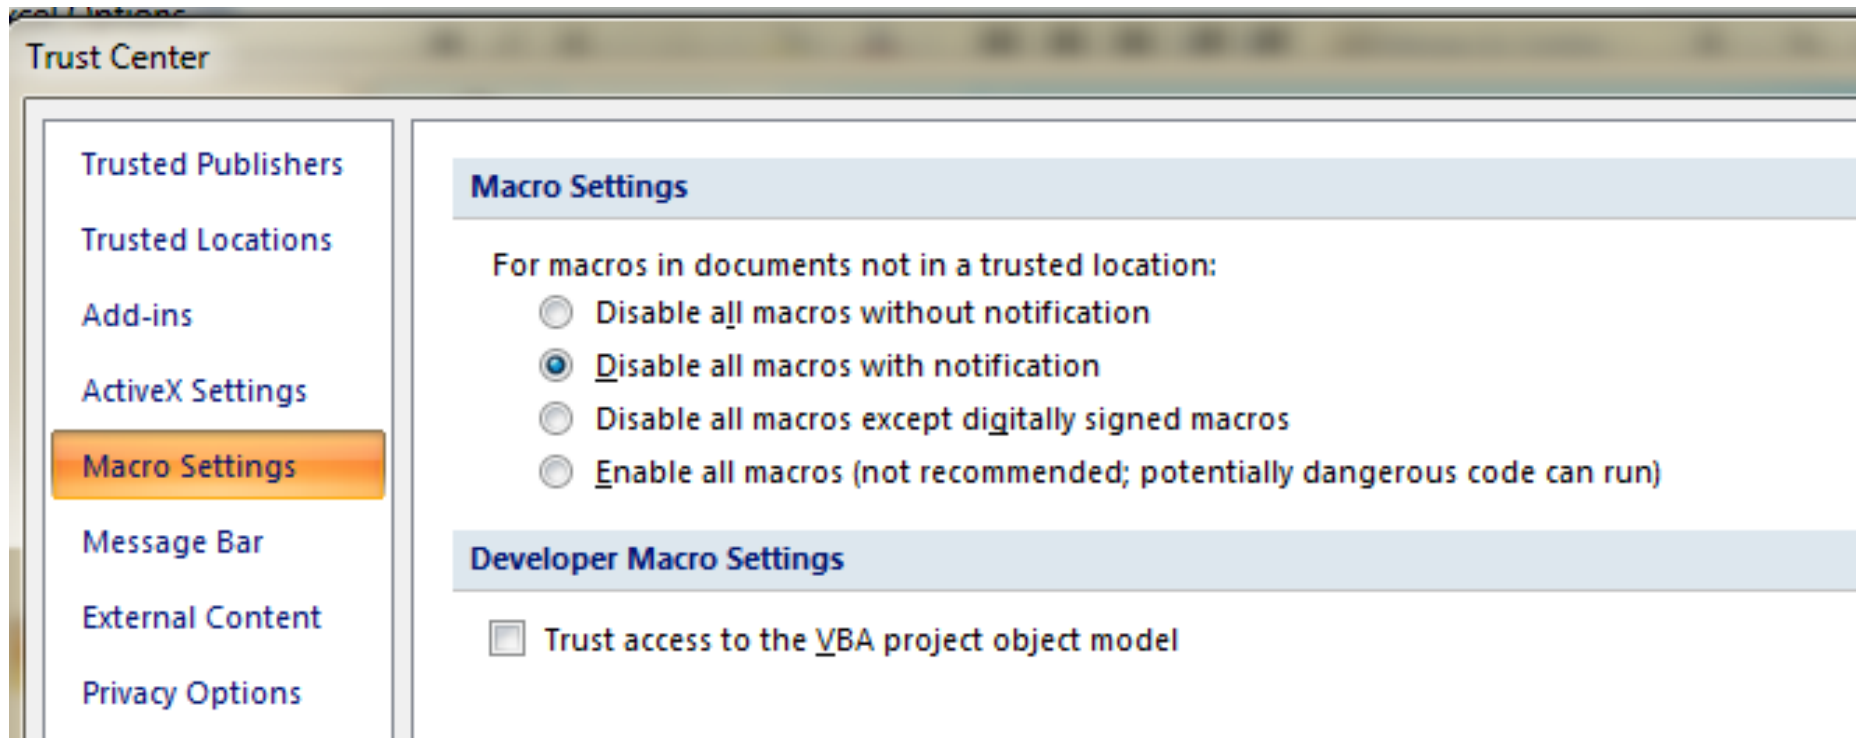 Trust Center
Trusted Publishers
Trusted Locations
Add-ins
ActiveX Settings
Macro Settings
Message Bar
External Content
Privacy Options
Macro Settings
For macros in documents not in a trusted location:
Disable all macros without notification
Disable all macros with notification
Disable all macros except digitally signed macros
Enable all macros (not recommended; potentially dangerous code can run)
Developer Macro Settings
Trust access to the VBA project object model